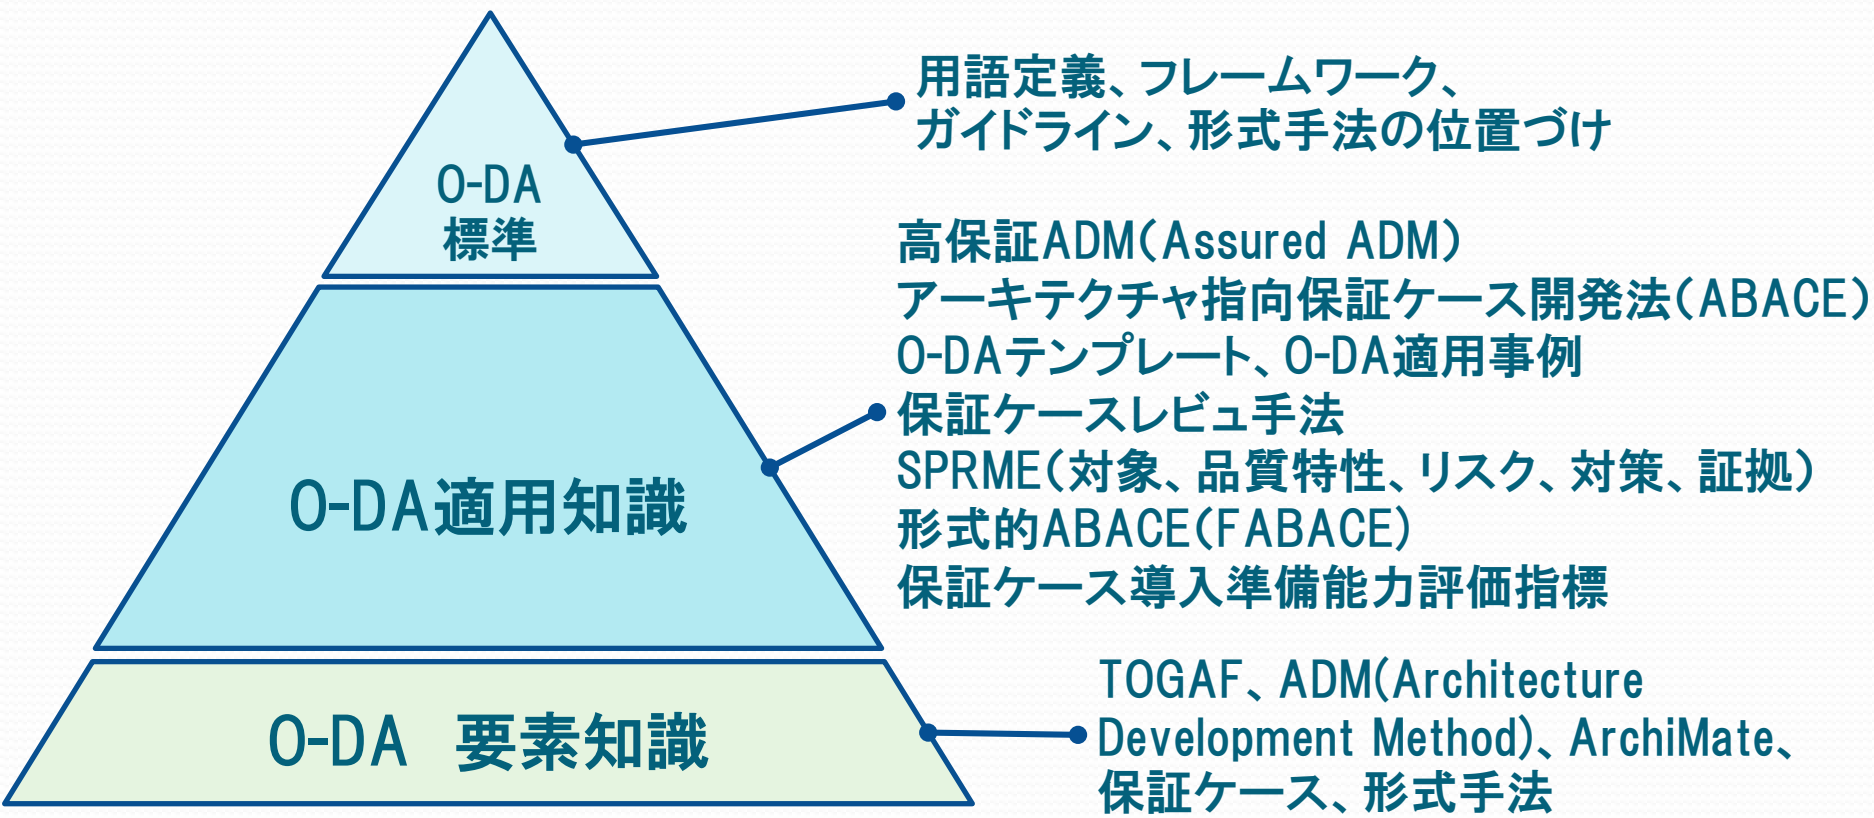 用語定義、フレームワーク、
ガイドライン、形式手法の位置づけ
O-DA
標準
高保証ADM(Assured ADM)
アーキテクチャ指向保証ケース開発法(ABACE)
O-DAテンプレート、O-DA適用事例
保証ケースレビュ手法
SPRME(対象、品質特性、リスク、対策、証拠)
形式的ABACE(FABACE)
保証ケース導入準備能力評価指標
O-DA適用知識
TOGAF、ADM(Architecture
Development Method)、ArchiMate、
保証ケース、形式手法
O-DA 要素知識